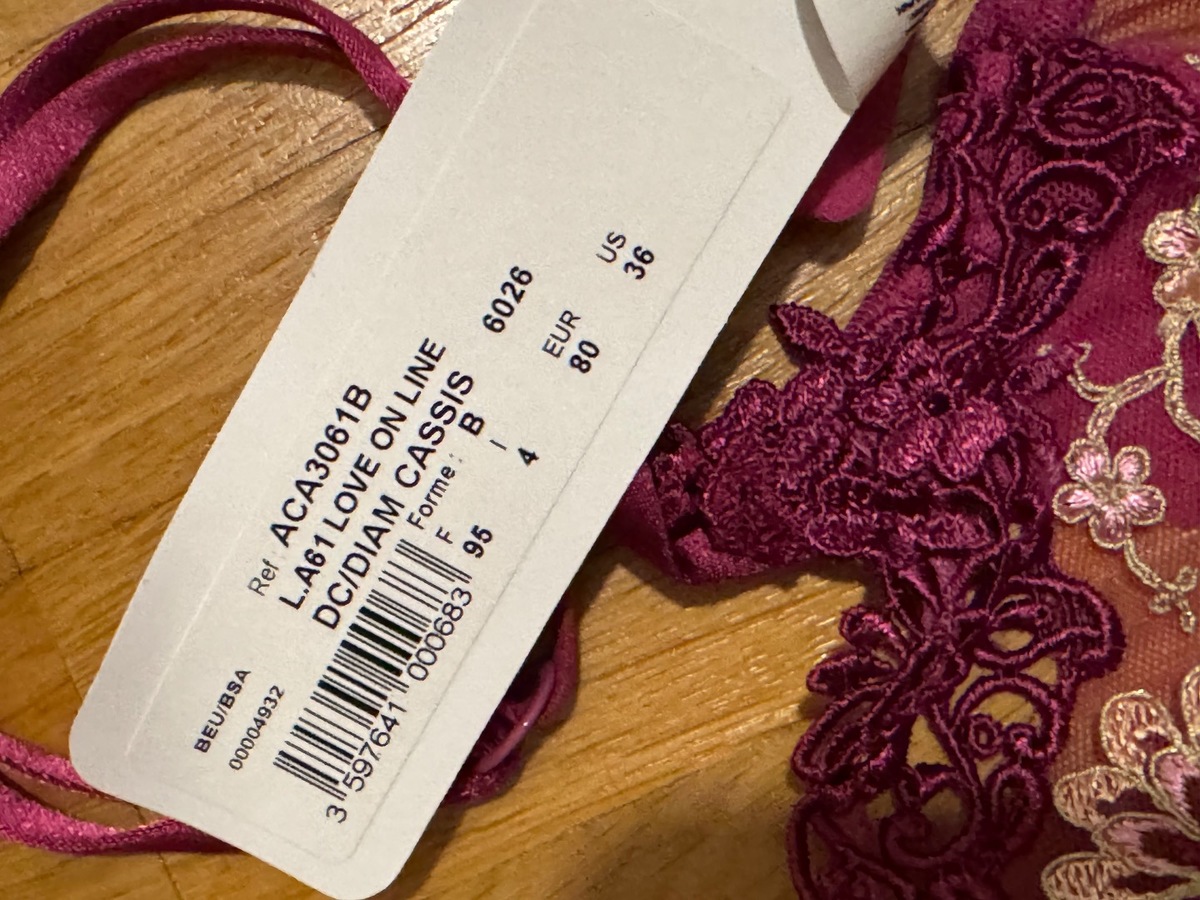 Ref : ACA3061B
L.A61 LOVE ON LINE
DC/DIAM CASSIS 6026
Forme : B
F I EUR US
95 4 80 36
3 597641 000683
BEU/BSA
00004932